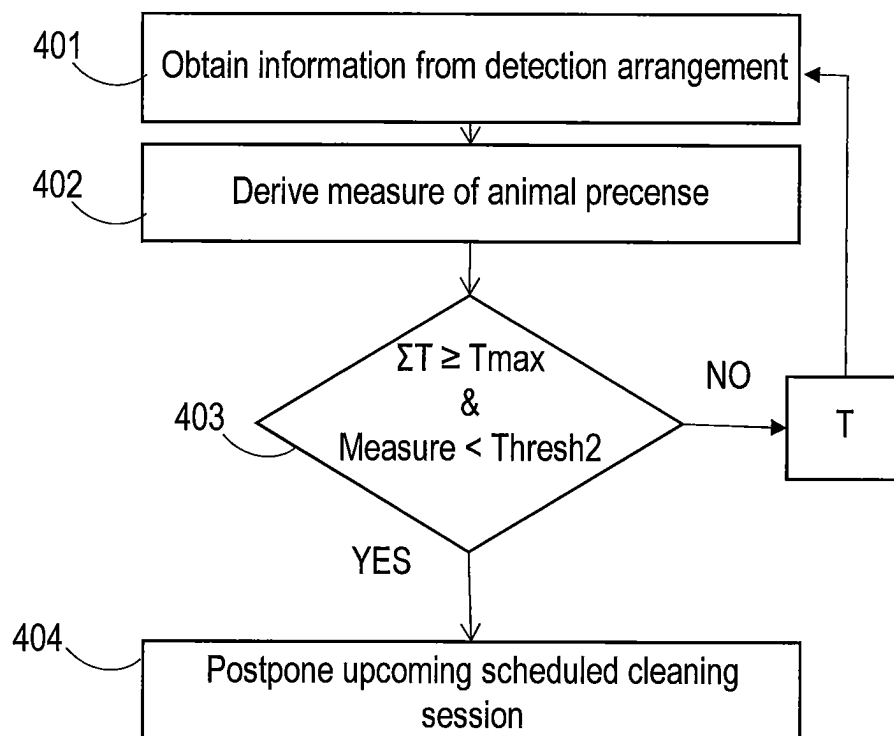 401
Obtain information from detection arrangement
402
Derive measure of animal precense
403
ΣT ≥ Tmax
&
Measure < Thresh2
NO
T
YES
404
Postpone upcoming scheduled cleaning
session